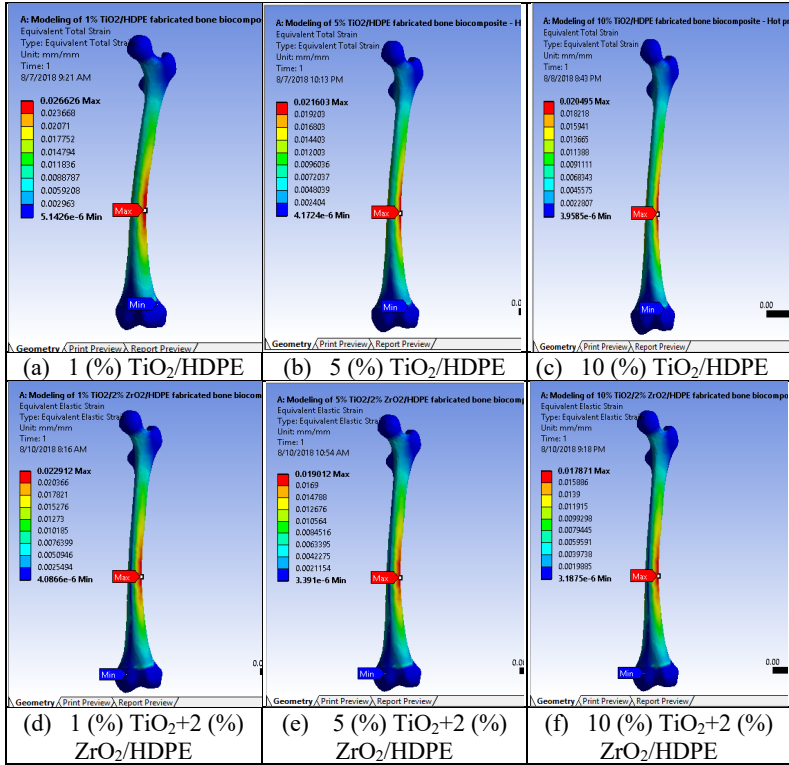 A: Modeling of 1% TiO2/HDPE fabricated bone biocompo
Equivalent Total Strain
Type: Equivalent Total Strai
Unit: mm/mm
Time: 1
8/7/2018 9:21 AM
0.026626 Max
0.023668
0.02071
0.017752
0.014794
0.011836
0.0088787
0.0059208
0.002963
5.1426e-6 Min
Max
Min
Geometry Print Preview Report Preview
(a) 1 (%) TiO₂/HDPE
A: Modeling of 5% TiO2/HDPE fabricated bone biocomposite - H
Equivalent Total Strain
Type: Equivalent Total Strain
Unit: mm/mm
Time: 1
8/7/2018 10:13 PM
0.021603 Max
0.019203
0.016803
0.014403
0.012003
0.0096036
0.0072037
0.0048039
0.002404
4.1724e-6 Min
Max
Min
0.0
Geometry Print Preview Report Preview
(b) 5 (%) TiO₂/HDPE
A: Modeling of 10% TiO2/HDPE fabricated bone biocomposite - Hot pr
Equivalent Total Strain
Type: Equivalent Total Strain
Unit: mm/mm
Time: 1
8/8/2018 8:43 PM
0.020495 Max
0.018218
0.015941
0.013665
0.011388
0.0091111
0.0068343
0.0045575
0.0022807
3.9585e-6 Min
Max
Min
0.00
Geometry Print Preview Report Preview
(c) 10 (%) TiO₂/HDPE
A: Modeling of 1% TiO2/2% ZrO2/HDPE fabricated bone biocomp
Equivalent Elastic Strain
Type: Equivalent Elastic Strain
Unit: mm/mm
Time: 1
8/10/2018 8:16 AM
0.022912 Max
0.020366
0.017821
0.015276
0.01273
0.010185
0.0076399
0.0050946
0.0025494
4.0866e-6 Min
Max
Min
0.0
Geometry Print Preview Report Preview
(d) 1 (%) TiO₂+2 (%)
ZrO₂/HDPE
A: Modeling of 5% TiO2/2% ZrO2/HDPE fabricated bone biocom
Equivalent Elastic Strain
Type: Equivalent Elastic Strain
Unit: mm/mm
Time: 1
8/10/2018 10:54 AM
0.019012 Max
0.0169
0.014788
0.012676
0.010564
0.0084516
0.0063395
0.0042275
0.0021154
3.391e-6 Min
Max
Min
0.0
Geometry Print Preview Report Preview
(e) 5 (%) TiO₂+2 (%)
ZrO₂/HDPE
A: Modeling of 10% TiO2/2% ZrO2/HDPE fabricated bone biocomp
Equivalent Elastic Strain
Type: Equivalent Elastic Strain
Unit: mm/mm
Time: 1
8/10/2018 9:18 PM
0.017871 Max
0.015886
0.0139
0.011915
0.0099298
0.0079445
0.0059591
0.0039738
0.0019885
3.1875e-6 Min
Max
Min
0.00
Geometry Print Preview Report Preview
(f) 10 (%) TiO₂+2 (%)
ZrO₂/HDPE